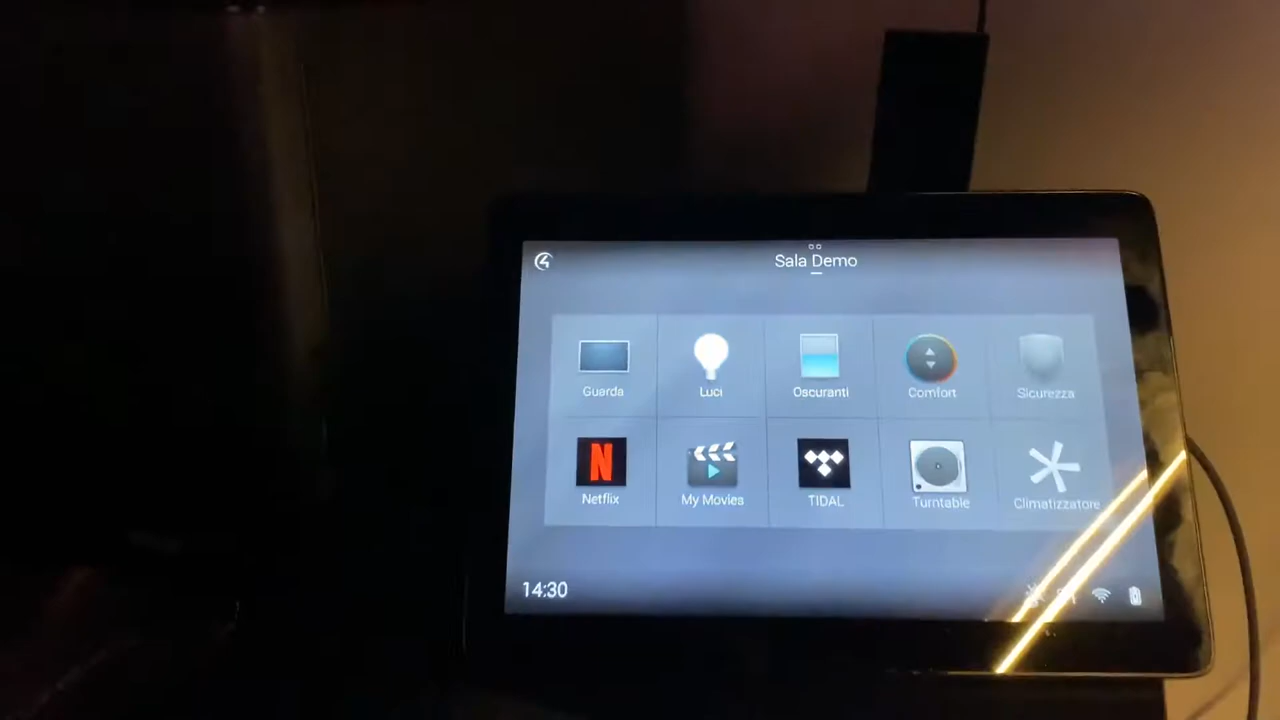 Sala Demo
Guarda
Luci
Oscuranti
Comfort
Sicurezza
Netflix
My Movies
TIDAL
Turntable
Climatizzatore
14:30